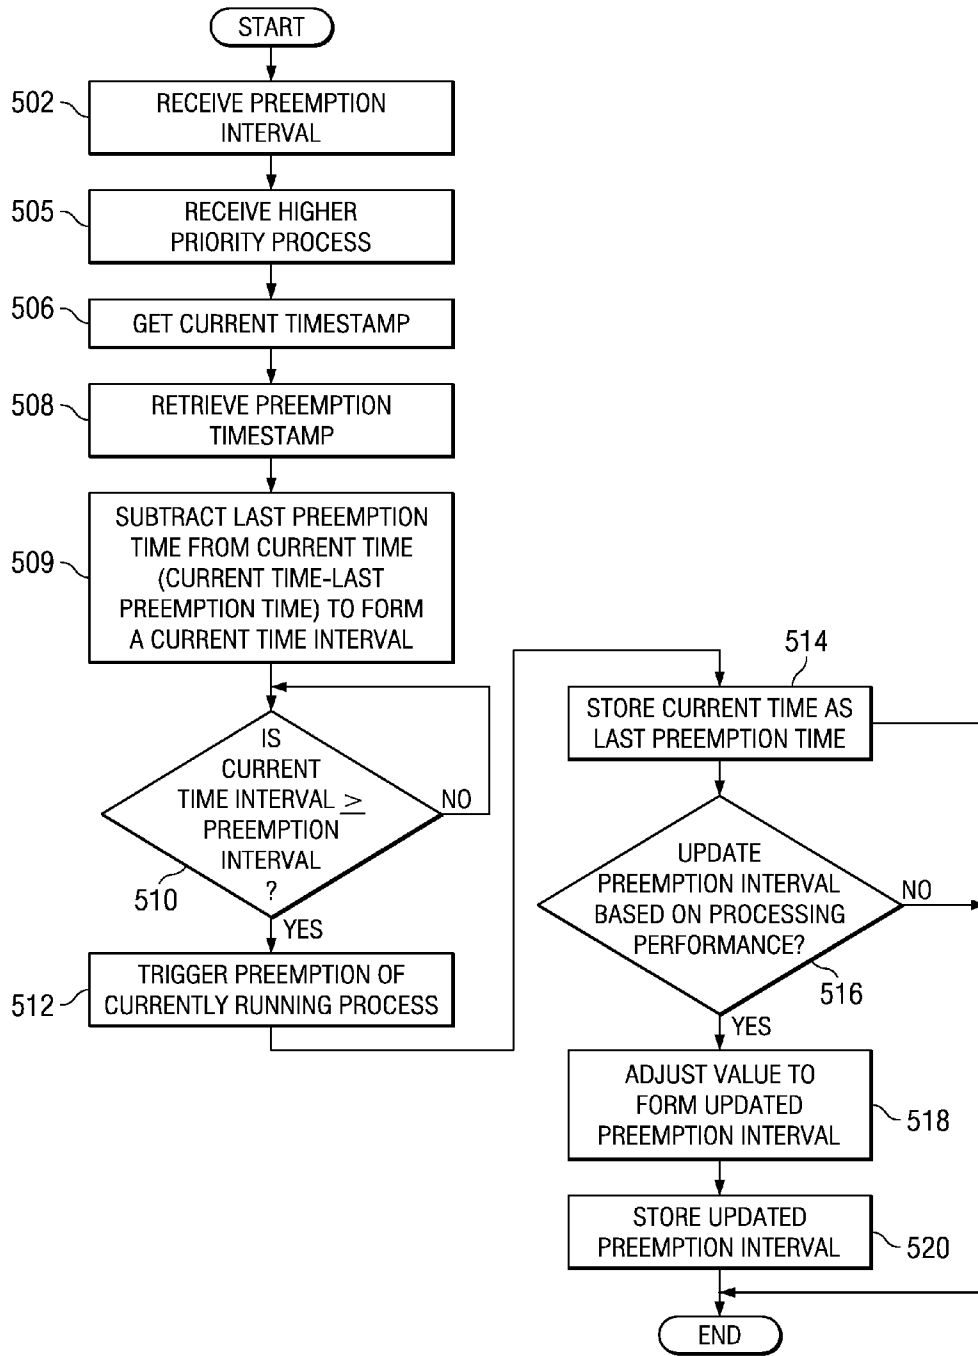 START
502
RECEIVE PREEMPTION
INTERVAL
505
RECEIVE HIGHER
PRIORITY PROCESS
506
GET CURRENT TIMESTAMP
508
RETRIEVE PREEMPTION
TIMESTAMP
509
SUBTRACT LAST PREEMPTION
TIME FROM CURRENT TIME
(CURRENT TIME-LAST
PREEMPTION TIME) TO FORM
A CURRENT TIME INTERVAL
IS
CURRENT
TIME INTERVAL ≥
PREEMPTION
INTERVAL
?
NO
510
YES
512
TRIGGER PREEMPTION OF
CURRENTLY RUNNING PROCESS
514
STORE CURRENT TIME AS
LAST PREEMPTION TIME
UPDATE
PREEMPTION INTERVAL
BASED ON PROCESSING
PERFORMANCE?
NO
516
YES
ADJUST VALUE TO
FORM UPDATED
PREEMPTION INTERVAL
518
STORE UPDATED
PREEMPTION INTERVAL
520
END